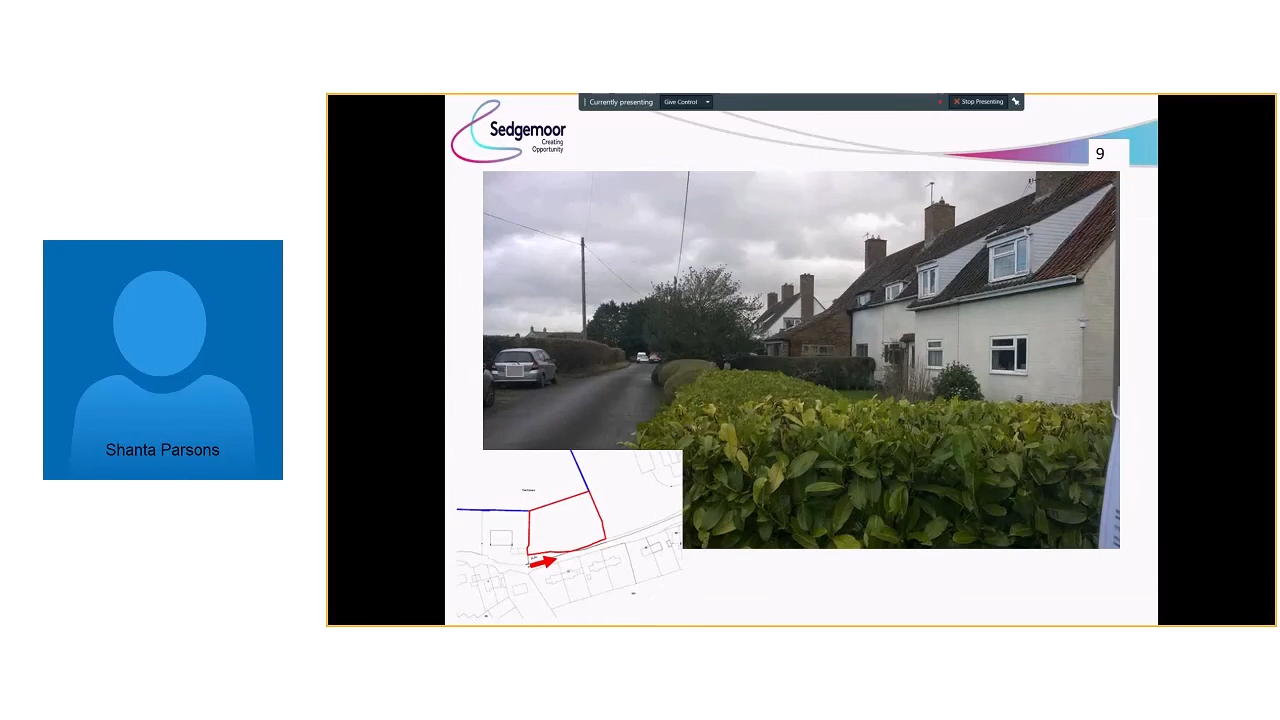 Currently presenting
Give Control
Stop Presenting
Sedgemoor
Creating
Opportunity
9
Shanta Parsons